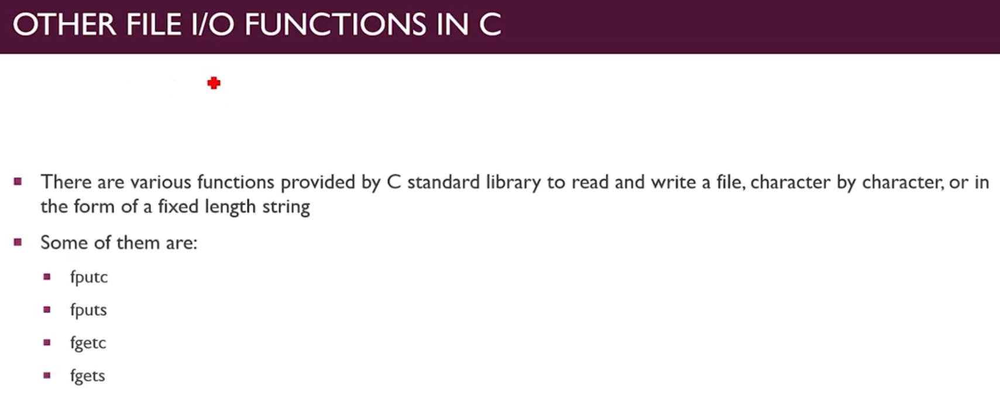 OTHER FILE I/O FUNCTIONS IN C
There are various functions provided by C standard library to read and write a file, character by character, or in
the form of a fixed length string
Some of them are:
fputc
fputs
fgetc
fgets